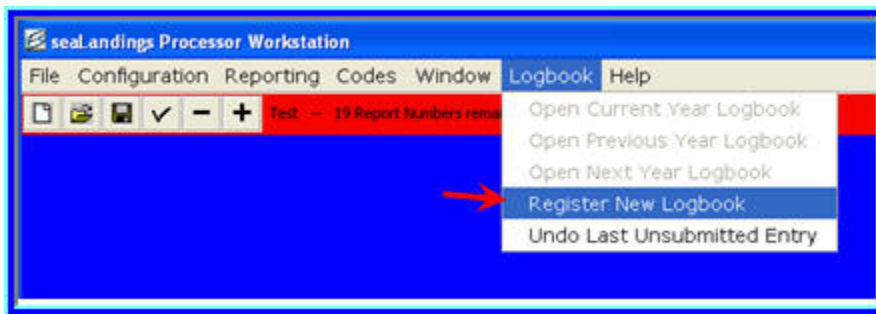 seaLandings Processor Workstation
File Configuration Reporting Codes Window Logbook Help
Test -- 19 Report Numbers rema
Open Current Year Logbook
Open Previous Year Logbook
Open Next Year Logbook
Register New Logbook
Undo Last Unsubmitted Entry